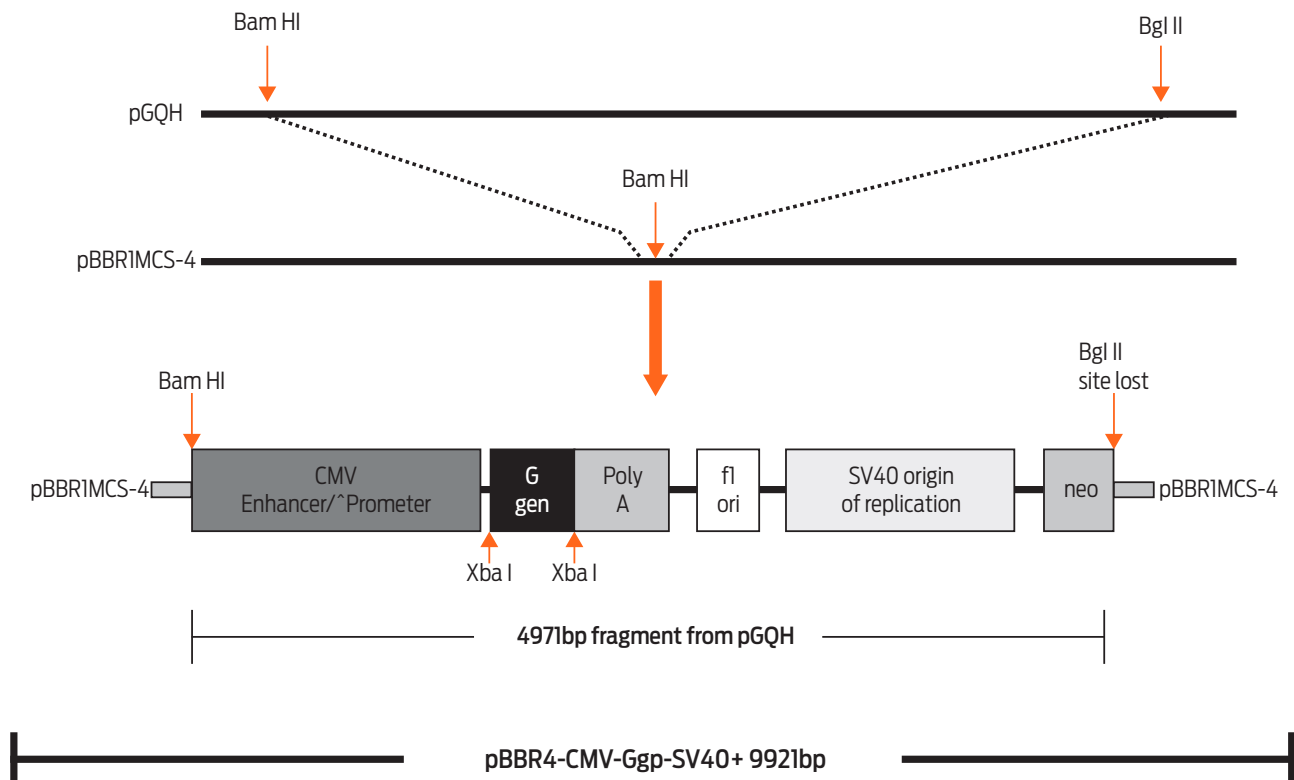 Bam HI
Bgl II
pGQH
Bam HI
pBBR1MCS-4
Bgl II
site lost
Bam HI
pBBR1MCS-4
CMV
Enhancer/^Prometer
G
gen
Poly
A
f1
ori
SV40 origin
of replication
neo
pBBR1MCS-4
Xba I
Xba I
4971bp fragment from pGQH
pBBR4-CMV-Ggp-SV40+ 9921bp